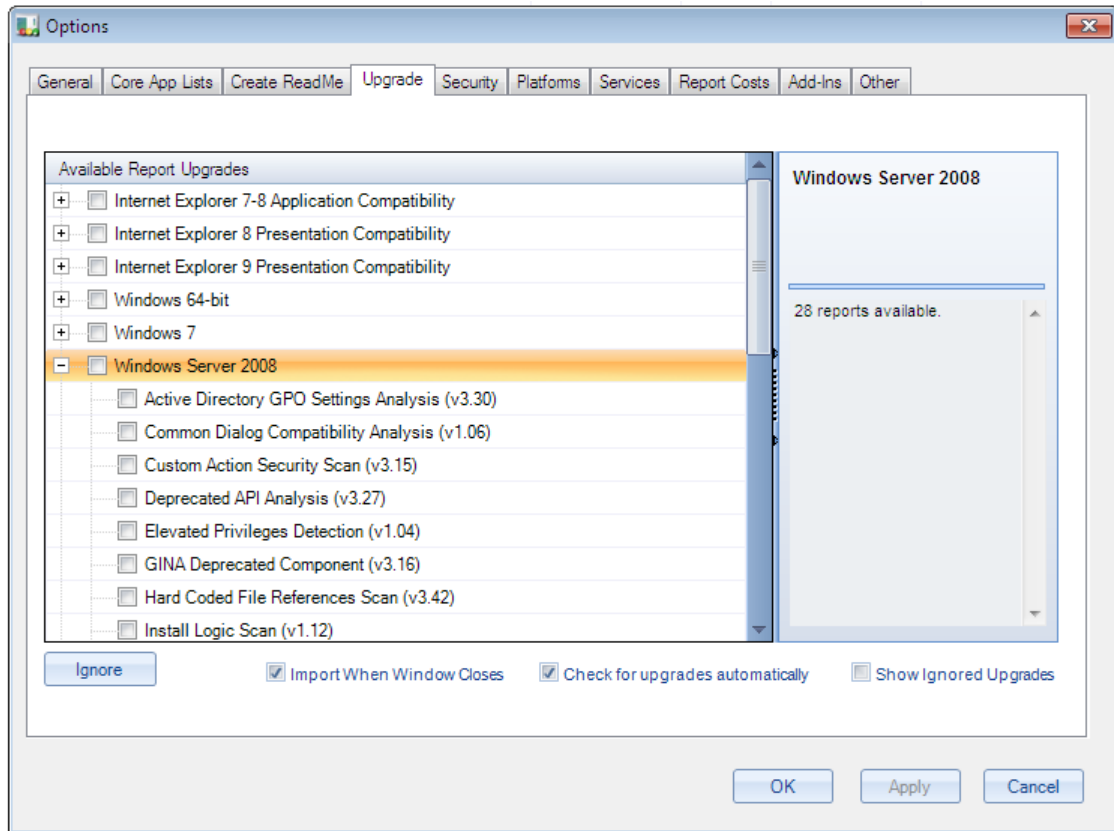 Options
General Core App Lists Create ReadMe Upgrade Security Platforms Services Report Costs Add-Ins Other
Available Report Upgrades
Internet Explorer 7-8 Application Compatibility
Internet Explorer 8 Presentation Compatibility
Internet Explorer 9 Presentation Compatibility
Windows 64-bit
Windows 7
Windows Server 2008
Active Directory GPO Settings Analysis (v3.30)
Common Dialog Compatibility Analysis (v1.06)
Custom Action Security Scan (v3.15)
Deprecated API Analysis (v3.27)
Elevated Privileges Detection (v1.04)
GINA Deprecated Component (v3.16)
Hard Coded File References Scan (v3.42)
Install Logic Scan (v1.12)
Windows Server 2008
28 reports available.
Ignore Import When Window Closes Check for upgrades automatically Show Ignored Upgrades
OK Apply Cancel